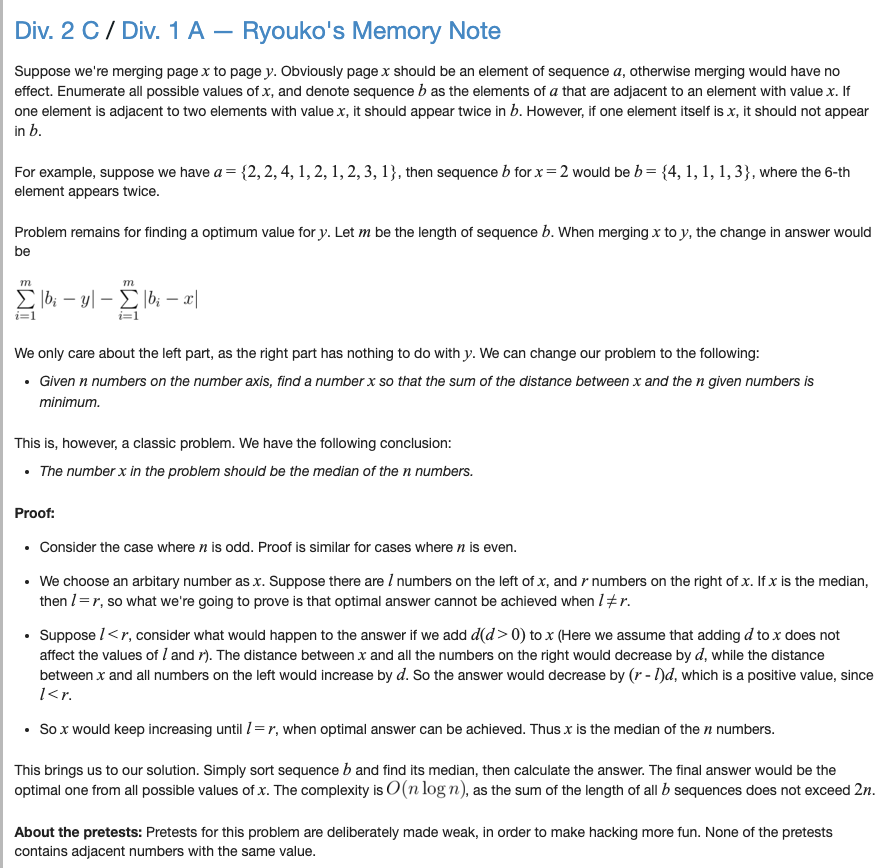 Div. 2 C / Div. 1 A — Ryouko's Memory Note
Suppose we're merging page x to page y. Obviously page x should be an element of sequence a, otherwise merging would have no
effect. Enumerate all possible values of x, and denote sequence b as the elements of a that are adjacent to an element with value x. If
one element is adjacent to two elements with value x, it should appear twice in b. However, if one element itself is x, it should not appear
in b.
For example, suppose we have a = {2, 2, 4, 1, 2, 1, 2, 3, 1}, then sequence b for x = 2 would be b = {4, 1, 1, 1, 3}, where the 6-th
element appears twice.
Problem remains for finding a optimum value for y. Let m be the length of sequence b. When merging x to y, the change in answer would
be
∑_{i=1}^{m} |b_i − y| − ∑_{i=1}^{m} |b_i − x|
We only care about the left part, as the right part has nothing to do with y. We can change our problem to the following:
• Given n numbers on the number axis, find a number x so that the sum of the distance between x and the n given numbers is
minimum.
This is, however, a classic problem. We have the following conclusion:
• The number x in the problem should be the median of the n numbers.
Proof:
• Consider the case where n is odd. Proof is similar for cases where n is even.
• We choose an arbitary number as x. Suppose there are l numbers on the left of x, and r numbers on the right of x. If x is the median,
then l = r, so what we're going to prove is that optimal answer cannot be achieved when l ≠ r.
• Suppose l < r, consider what would happen to the answer if we add d(d > 0) to x (Here we assume that adding d to x does not
affect the values of l and r). The distance between x and all the numbers on the right would decrease by d, while the distance
between x and all numbers on the left would increase by d. So the answer would decrease by (r - l)d, which is a positive value, since
l < r.
• So x would keep increasing until l = r, when optimal answer can be achieved. Thus x is the median of the n numbers.
This brings us to our solution. Simply sort sequence b and find its median, then calculate the answer. The final answer would be the
optimal one from all possible values of x. The complexity is O(n log n), as the sum of the length of all b sequences does not exceed 2n.
About the pretests: Pretests for this problem are deliberately made weak, in order to make hacking more fun. None of the pretests
contains adjacent numbers with the same value.